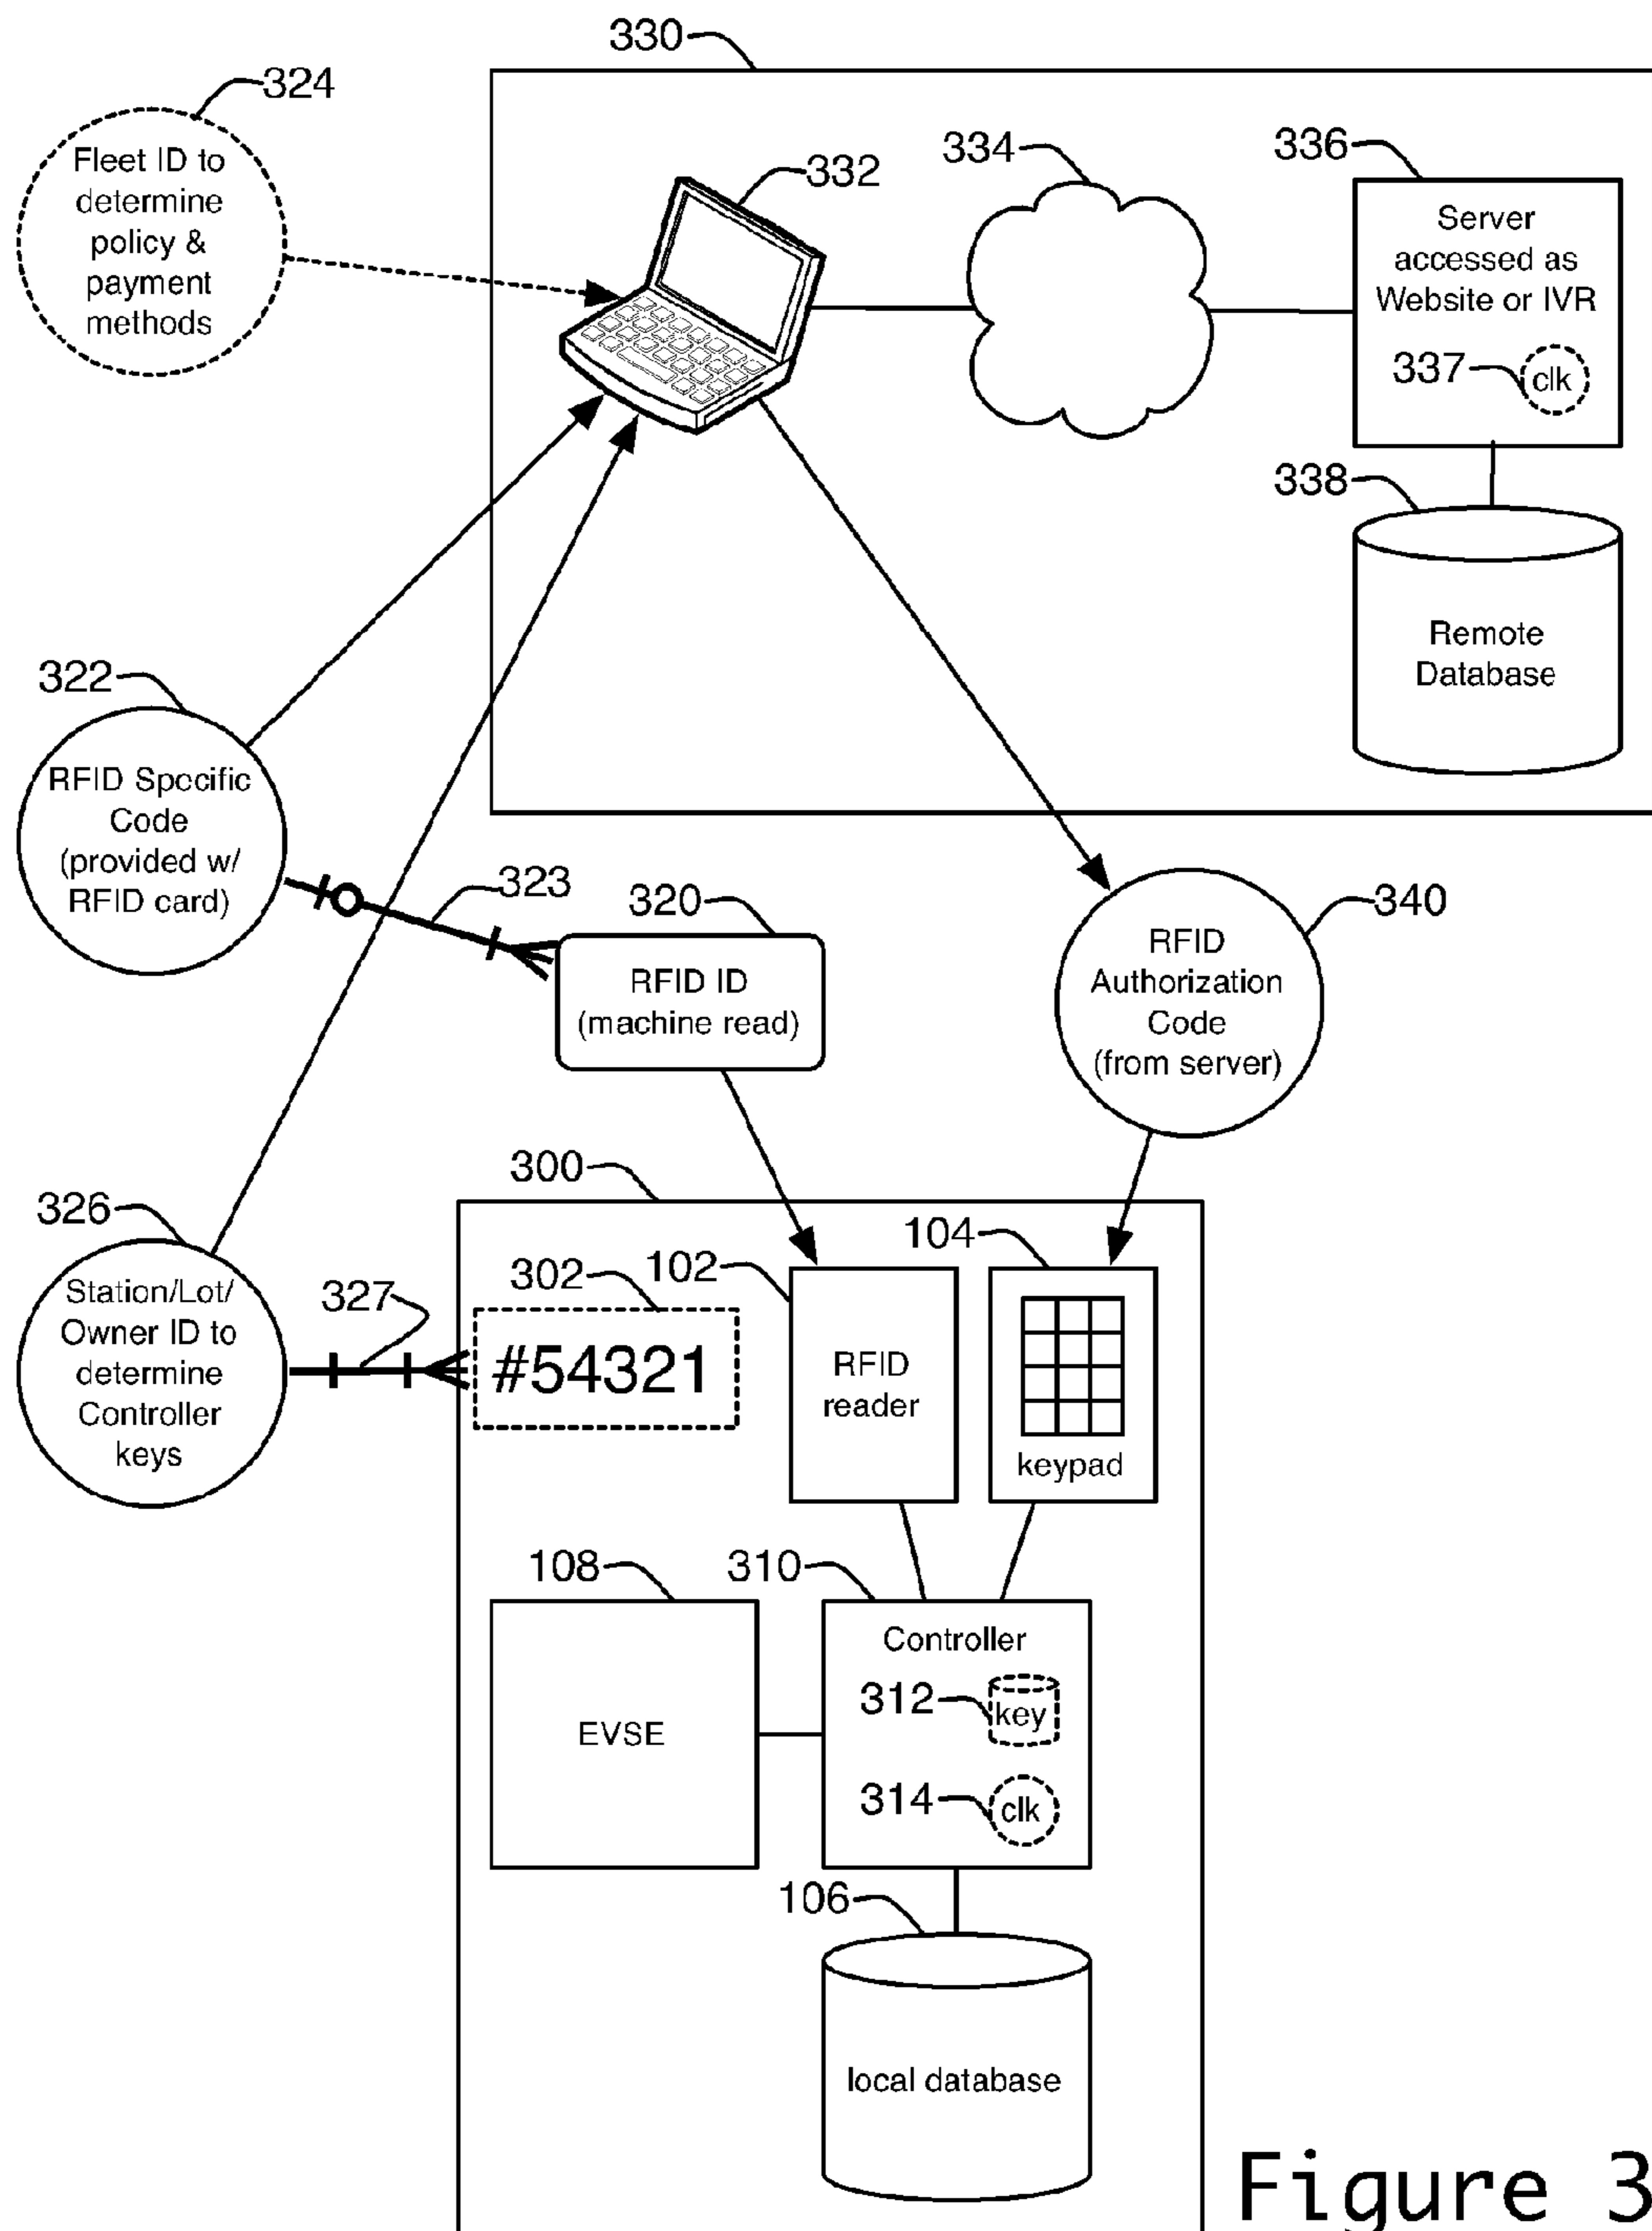 330
324
Fleet ID to
determine
policy &
payment
methods
332
334
336
Server
accessed as
Website or IVR
337
clk
338
Remote
Database
322
RFID Specific
Code
(provided w/
RFID card)
323
320
RFID ID
(machine read)
340
RFID
Authorization
Code
(from server)
300
326
Station/Lot/
Owner ID to
determine
Controller
keys
327
302
#54321
102
RFID
reader
104
keypad
108
EVSE
310
Controller
312
key
314
clk
106
local database
Figure 3